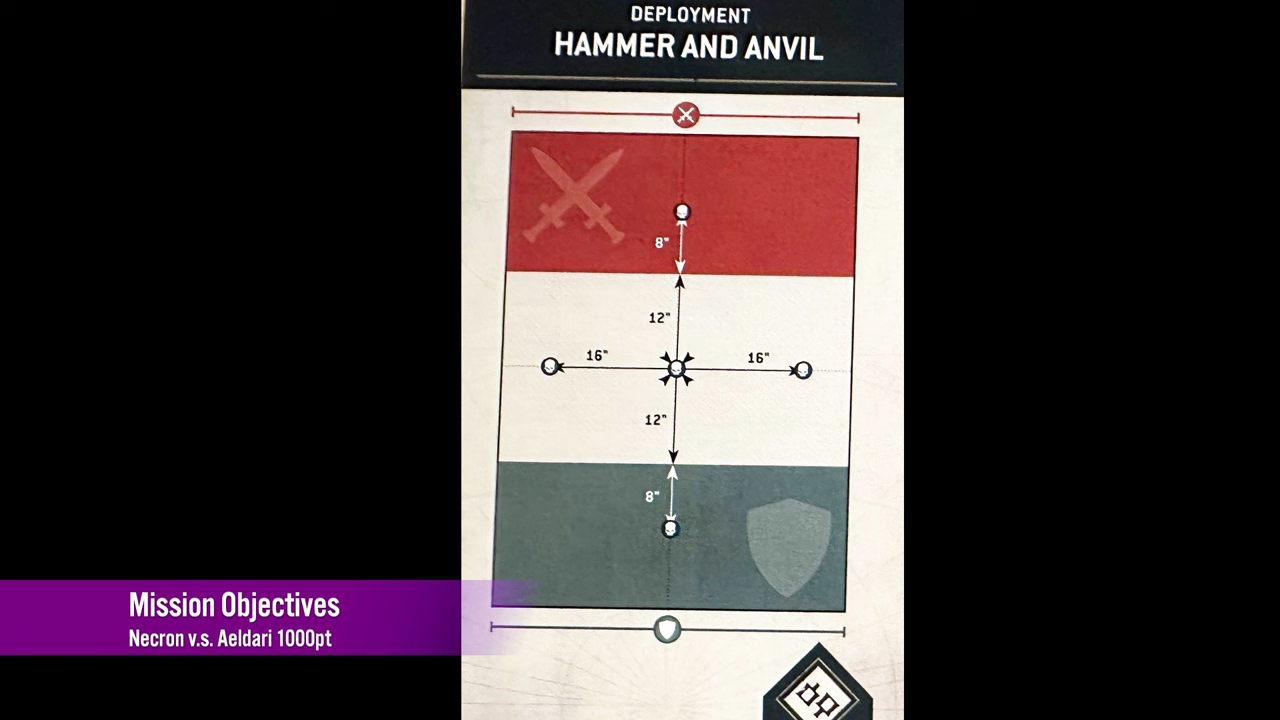 DEPLOYMENT
HAMMER AND ANVIL
8"
12"
16"
16"
12"
8"
Mission Objectives
Necron v.s. Aeldari 1000pt